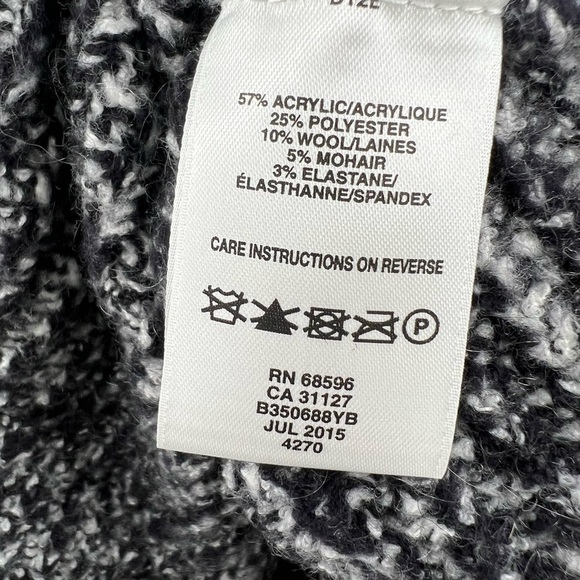 57% ACRYLIC/ACRYLIQUE
25% POLYESTER
10% WOOL/LAINES
5% MOHAIR
3% ELASTANE/
ÉLASTHANNE/SPANDEX
CARE INSTRUCTIONS ON REVERSE
P
RN 68596
CA 31127
B350688YB
JUL 2015
4270